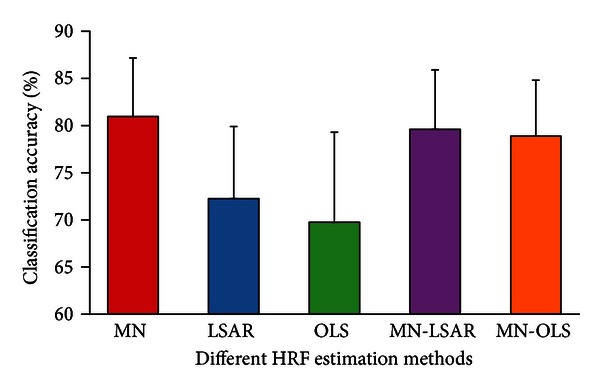 Classification accuracy (%)
90
85
80
75
70
65
60
MN LSAR OLS MN-LSAR MN-OLS
Different HRF estimation methods